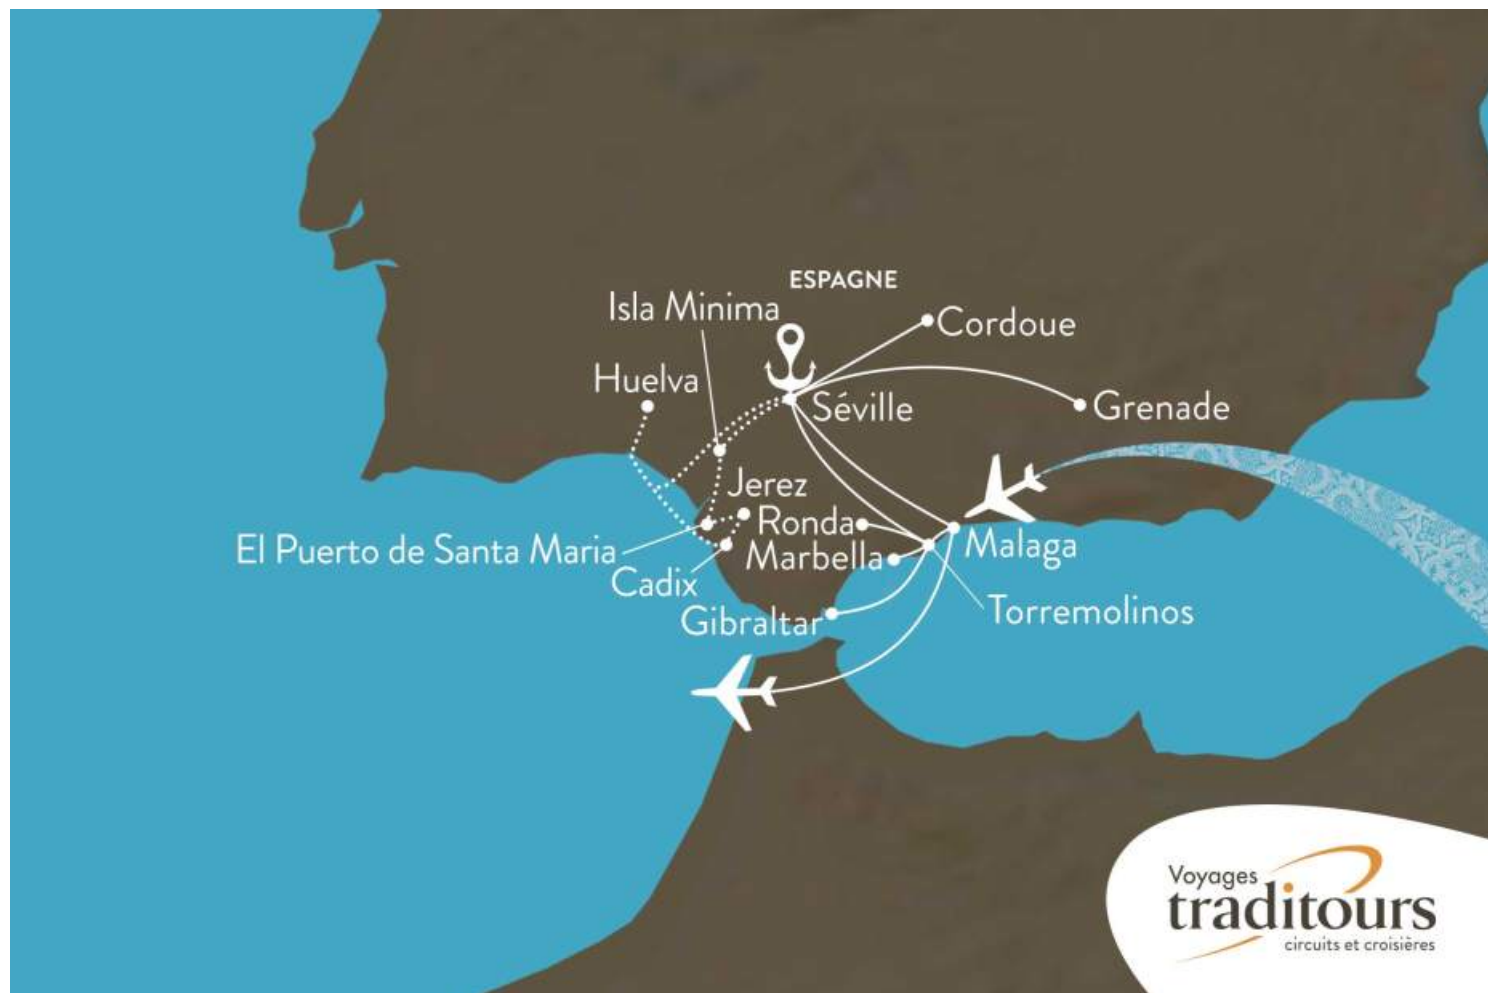 ESPAGNE
Isla Minima
Cordoue
Huelva
Séville
Grenade
Jerez
Ronda
El Puerto de Santa Maria
Marbella
Malaga
Cadix
Gibraltar
Torremolinos
Voyages
traditours
circuits et croisières